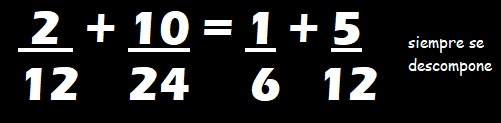 2/12 + 10/24 = 1/6 + 5/12
siempre se
descompone